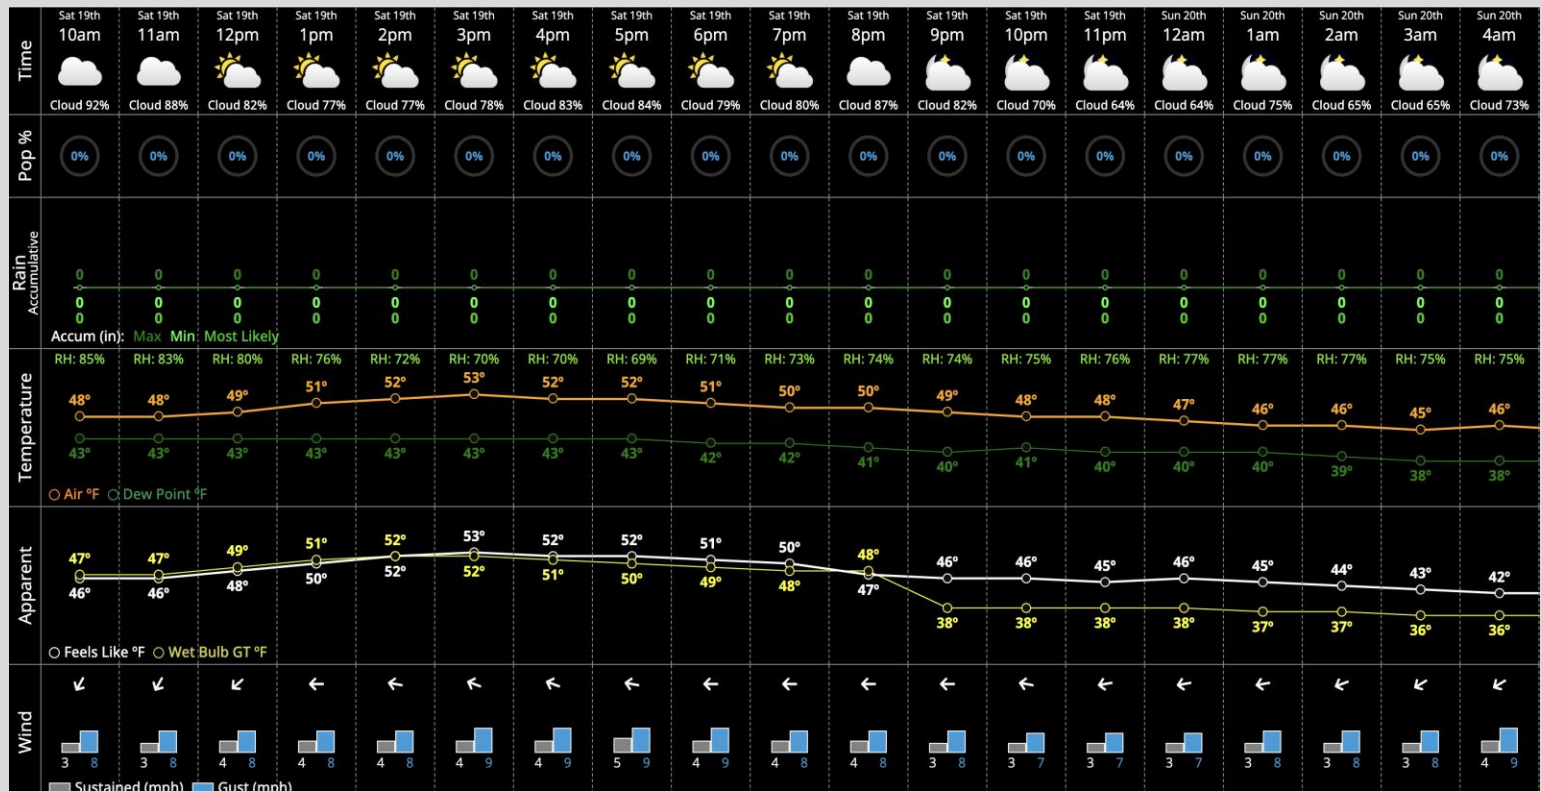 Time
Sat 19th Sat 19th Sat 19th Sat 19th Sat 19th Sat 19th Sat 19th Sat 19th Sat 19th Sat 19th Sat 19th Sat 19th Sat 19th Sat 19th Sun 20th Sun 20th Sun 20th Sun 20th Sun 20th
10am 11am 12pm 1pm 2pm 3pm 4pm 5pm 6pm 7pm 8pm 9pm 10pm 11pm 12am 1am 2am 3am 4am
Cloud 92% Cloud 88% Cloud 82% Cloud 77% Cloud 77% Cloud 78% Cloud 83% Cloud 84% Cloud 79% Cloud 80% Cloud 87% Cloud 82% Cloud 70% Cloud 64% Cloud 64% Cloud 75% Cloud 65% Cloud 65% Cloud 73%
Pop %
0% 0% 0% 0% 0% 0% 0% 0% 0% 0% 0% 0% 0% 0% 0% 0% 0% 0% 0%
Rain
Accumulative
0 0 0 0 0 0 0 0 0 0 0 0 0 0 0 0 0 0 0
0 0 0 0 0 0 0 0 0 0 0 0 0 0 0 0 0 0 0
0 0 0 0 0 0 0 0 0 0 0 0 0 0 0 0 0 0 0
Accum (in): Max Min Most Likely
Temperature
RH: 85% RH: 83% RH: 80% RH: 76% RH: 72% RH: 70% RH: 70% RH: 69% RH: 71% RH: 73% RH: 74% RH: 74% RH: 75% RH: 76% RH: 77% RH: 77% RH: 77% RH: 75% RH: 75%
48° 48° 49° 51° 52° 53° 52° 52° 51° 50° 50° 49° 48° 48° 47° 46° 46° 45° 46°
43° 43° 43° 43° 43° 43° 43° 43° 42° 42° 41° 40° 41° 40° 40° 40° 39° 38° 38°
Air ºF Dew Point ºF
Apparent
47° 47° 49° 51° 52° 53° 52° 52° 51° 50° 48° 46° 46° 45° 46° 45° 44° 43° 42°
46° 46° 48° 50° 52° 52° 51° 50° 49° 48° 47° 38° 38° 38° 38° 37° 37° 36° 36°
Feels Like ºF Wet Bulb GT ºF
Wind
3 8 3 8 4 8 4 8 4 8 4 9 4 9 5 9 4 9 4 8 4 8 3 8 3 7 3 7 3 7 3 8 3 8 3 8 4 9
Sustained (mph) Gust (mph)